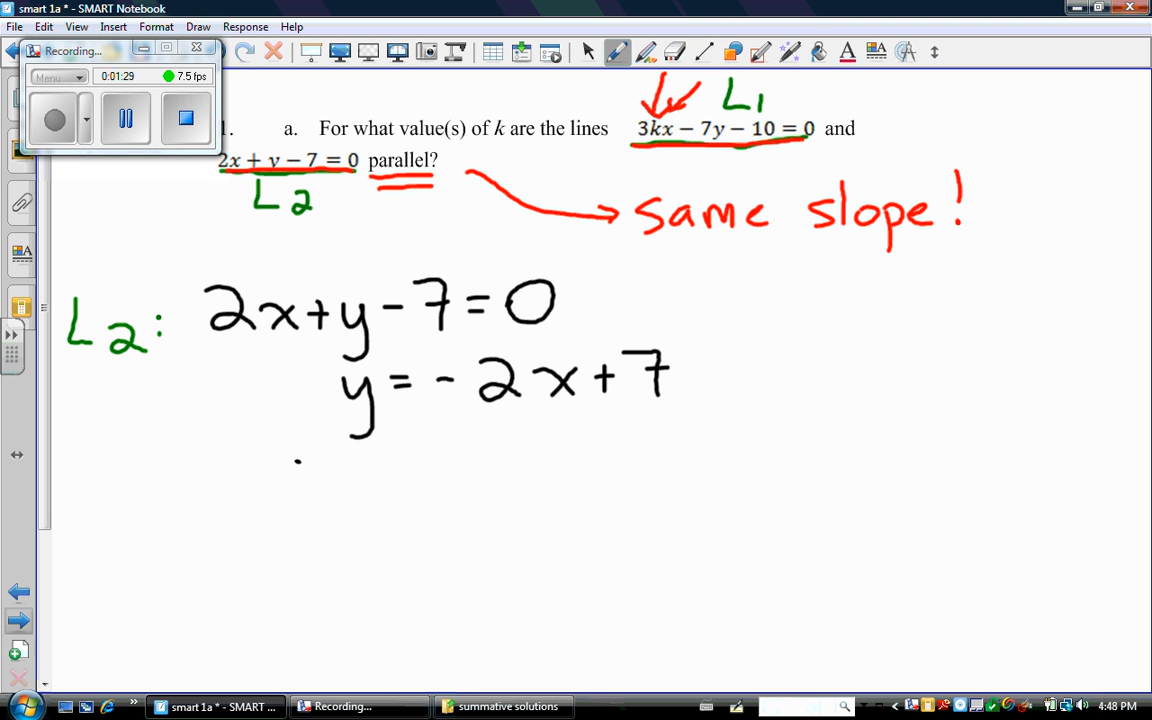 smart 1a * - SMART Notebook
File Edit View Insert Format Draw Response Help
Recording...
Menu 0:01:29 7.5 fps
1. a. For what value(s) of k are the lines 3kx − 7y − 10 = 0 and
2x + y − 7 = 0 parallel?
L1
L2
same slope!
L2: 2x+y-7=0
y = -2x+7
smart 1a * - SMART ... Recording... summative solutions 4:48 PM